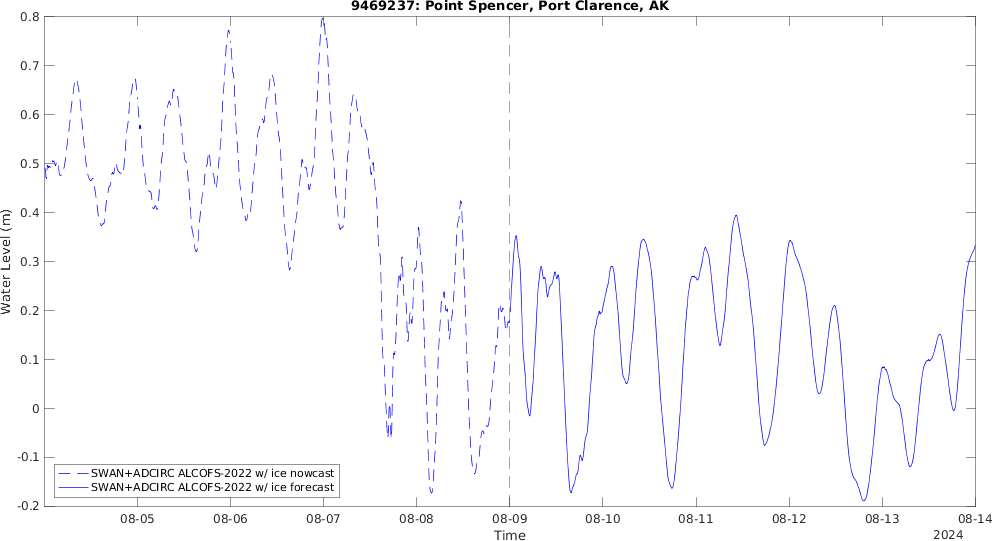 9469237: Point Spencer, Port Clarence, AK
0.8
0.7
0.6
0.5
0.4
0.3
0.2
0.1
0
-0.1
-0.2
Water Level (m)
SWAN+ADCIRC ALCOFS-2022 w/ ice nowcast
SWAN+ADCIRC ALCOFS-2022 w/ ice forecast
08-05 08-06 08-07 08-08 08-09 08-10 08-11 08-12 08-13 08-14
Time
2024